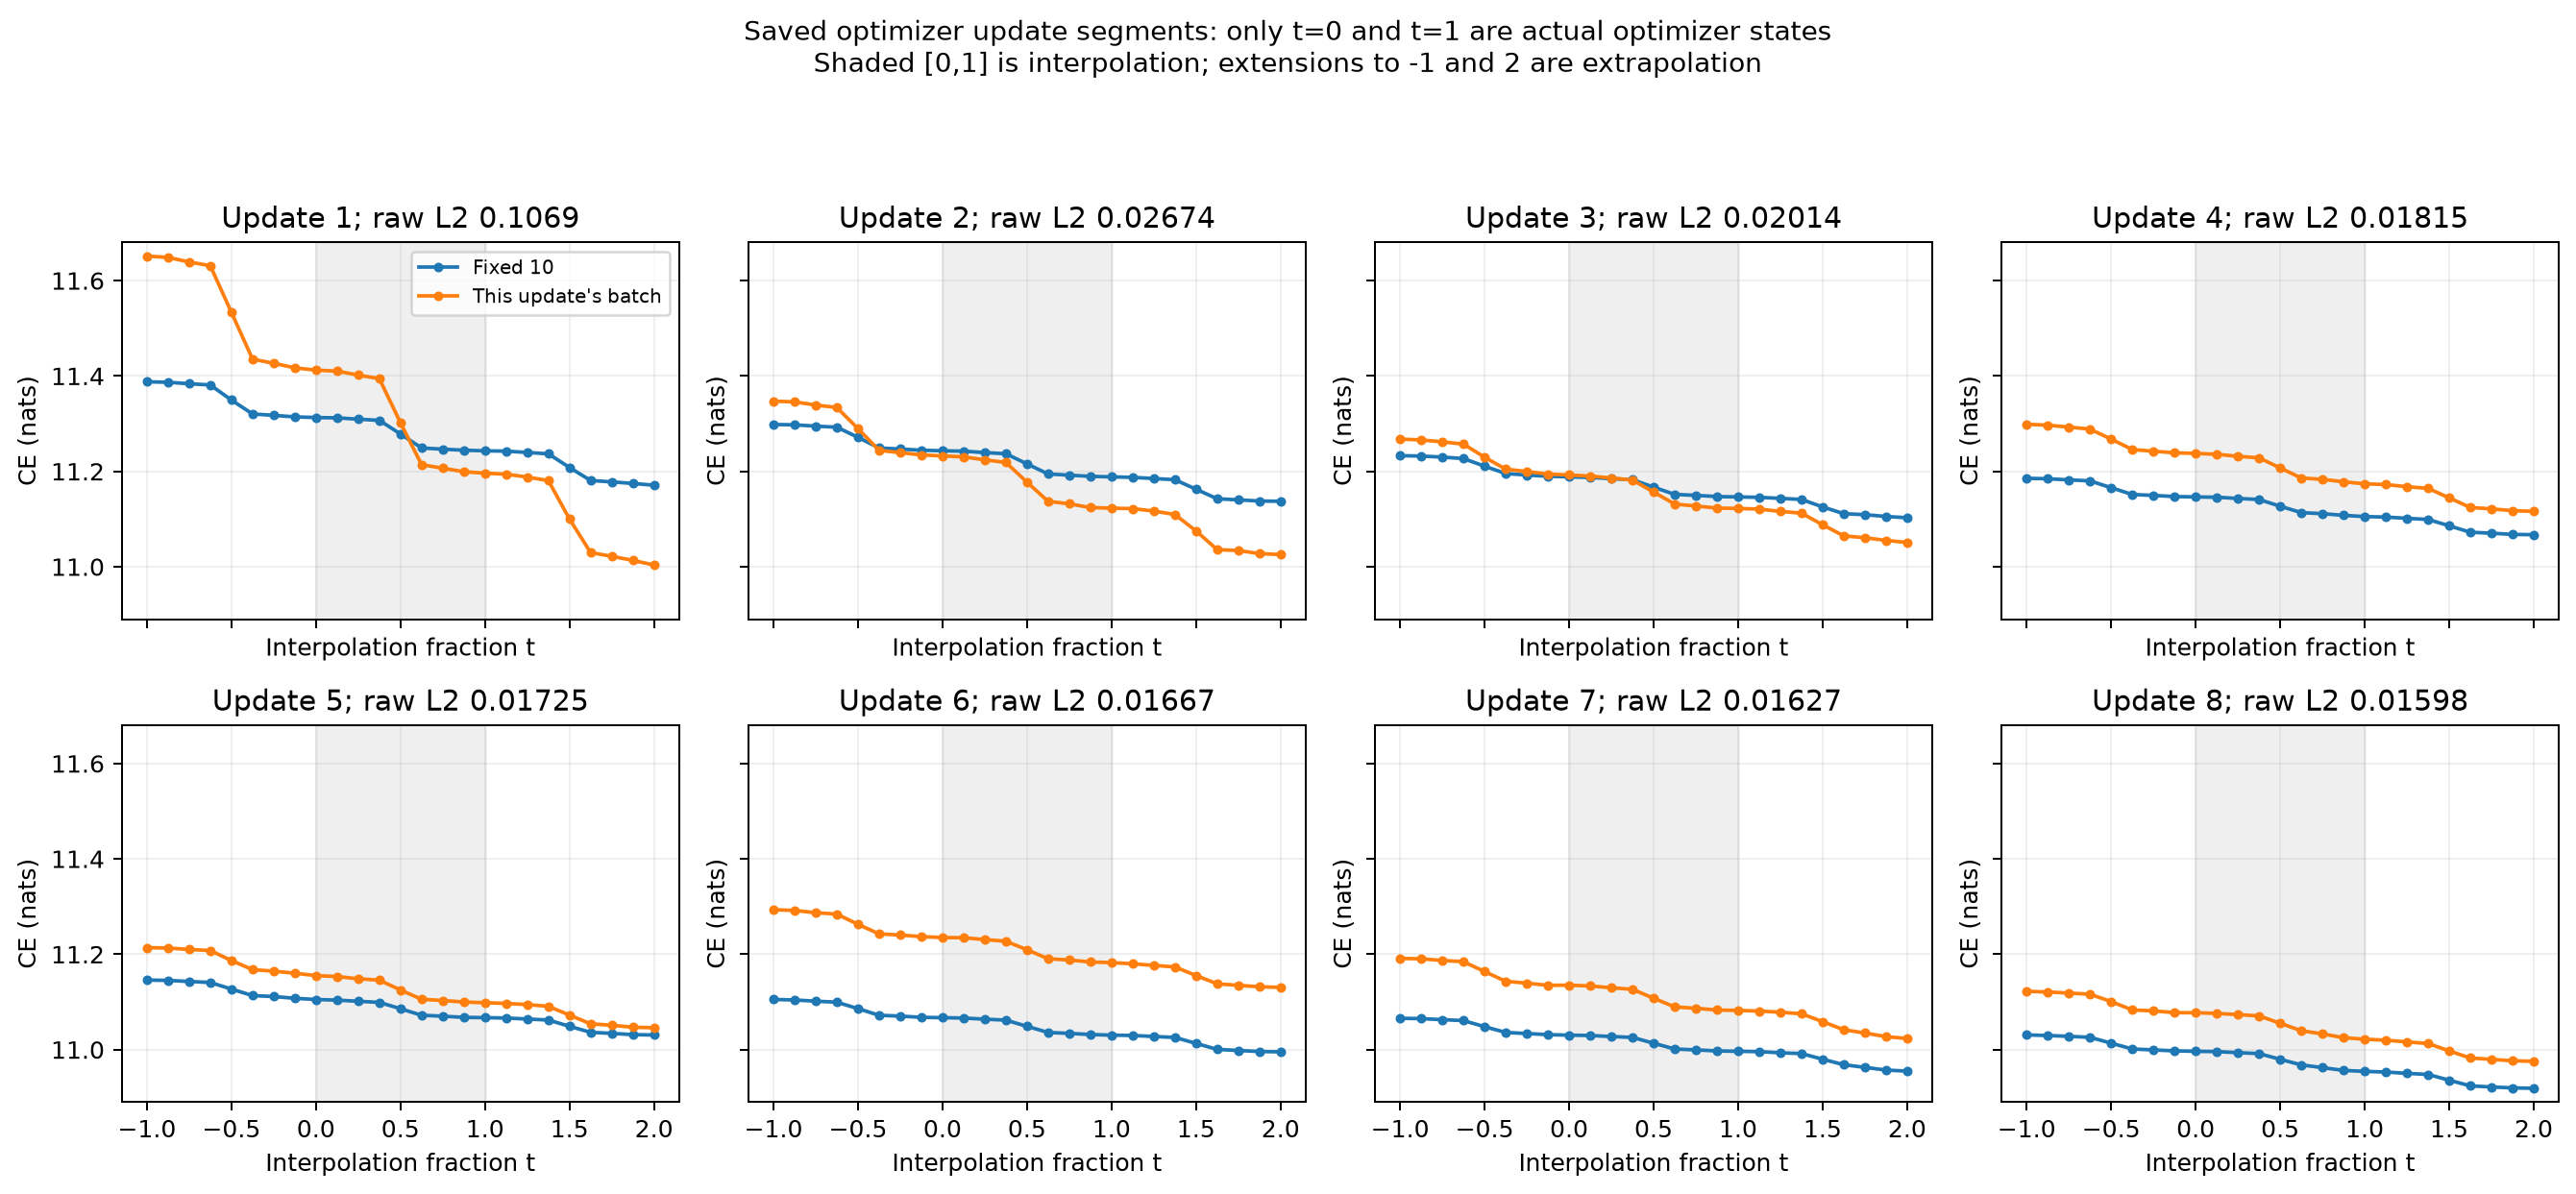 Saved optimizer update segments: only t=0 and t=1 are actual optimizer states
Shaded [0,1] is interpolation; extensions to -1 and 2 are extrapolation
Update 1; raw L2 0.1069
Fixed 10
This update's batch
11.6
11.4
11.2
11.0
CE (nats)
Interpolation fraction t
Update 2; raw L2 0.02674
CE (nats)
Interpolation fraction t
Update 3; raw L2 0.02014
CE (nats)
Interpolation fraction t
Update 4; raw L2 0.01815
CE (nats)
Interpolation fraction t
Update 5; raw L2 0.01725
11.6
11.4
11.2
11.0
CE (nats)
−1.0 −0.5 0.0 0.5 1.0 1.5 2.0
Interpolation fraction t
Update 6; raw L2 0.01667
CE (nats)
−1.0 −0.5 0.0 0.5 1.0 1.5 2.0
Interpolation fraction t
Update 7; raw L2 0.01627
CE (nats)
−1.0 −0.5 0.0 0.5 1.0 1.5 2.0
Interpolation fraction t
Update 8; raw L2 0.01598
CE (nats)
−1.0 −0.5 0.0 0.5 1.0 1.5 2.0
Interpolation fraction t